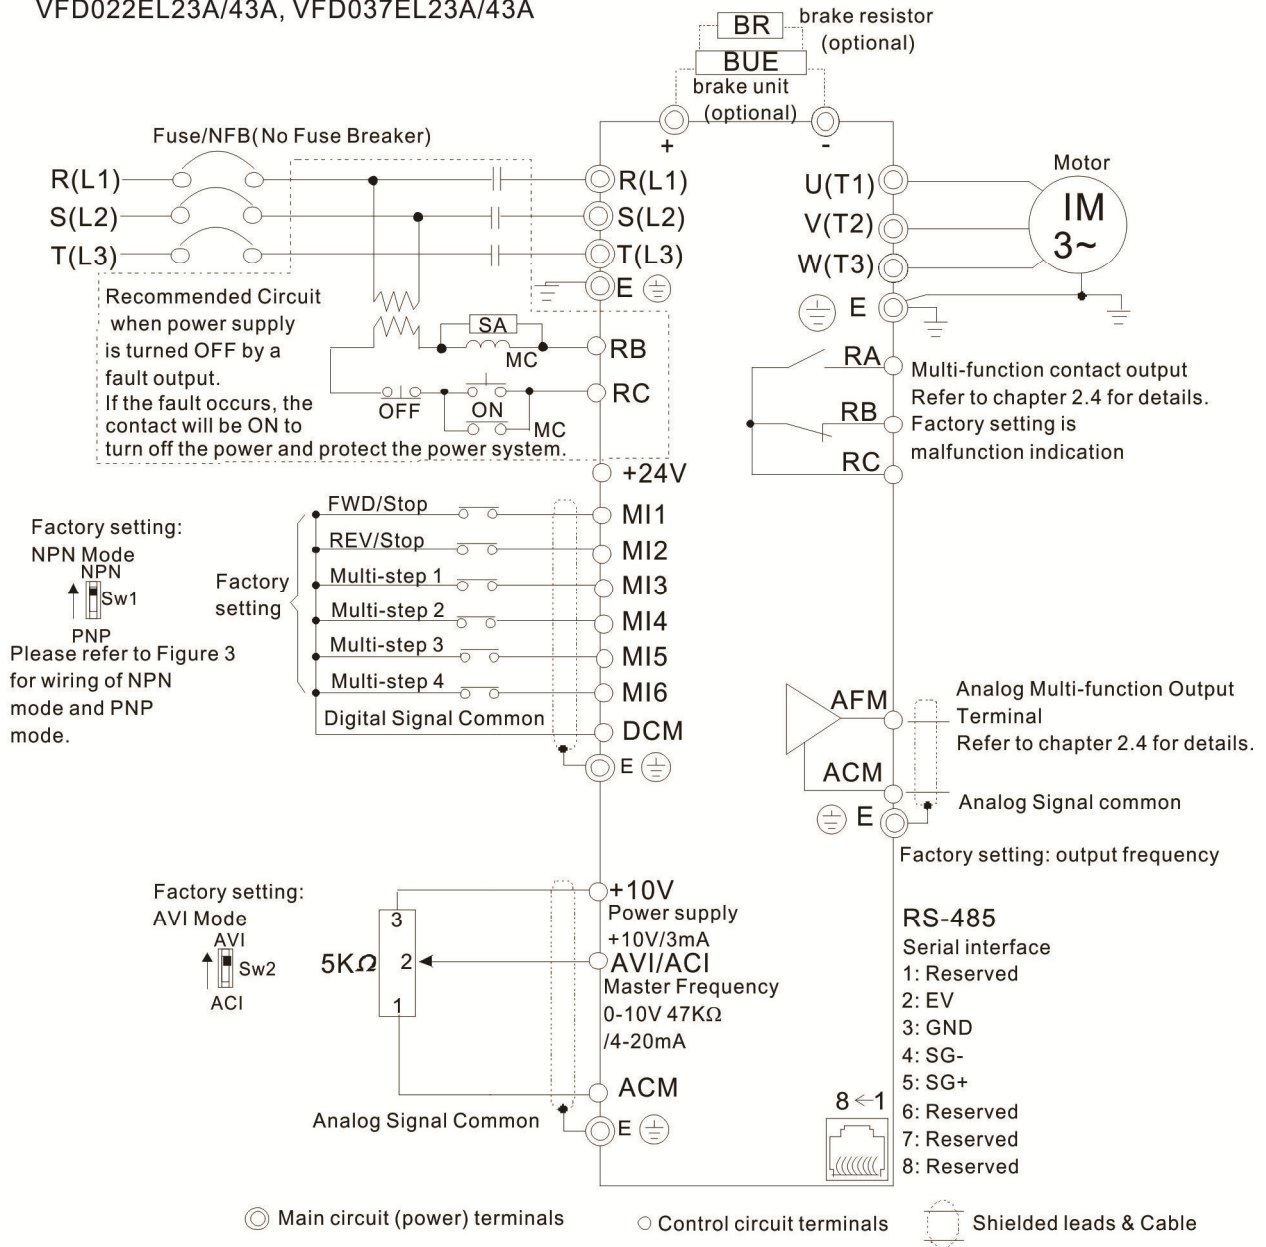 VFD022EL23A/43A, VFD037EL23A/43A
BR
brake resistor
(optional)
BUE
brake unit
(optional)
+
-
Fuse/NFB(No Fuse Breaker)
R(L1)
S(L2)
T(L3)
R(L1)
S(L2)
T(L3)
E
Recommended Circuit
when power supply
is turned OFF by a
fault output.
If the fault occurs, the
contact will be ON to
turn off the power and protect the power system.
SA
MC
RB
OFF
ON
MC
RC
U(T1)
V(T2)
W(T3)
E
Motor
IM
3~
RA
RB
RC
Multi-function contact output
Refer to chapter 2.4 for details.
Factory setting is
malfunction indication
+24V
Factory setting:
NPN Mode
NPN
Sw1
PNP
Please refer to Figure 3
for wiring of NPN
mode and PNP
mode.
Factory
setting
FWD/Stop
REV/Stop
Multi-step 1
Multi-step 2
Multi-step 3
Multi-step 4
Digital Signal Common
MI1
MI2
MI3
MI4
MI5
MI6
DCM
E
AFM
ACM
E
Analog Multi-function Output
Terminal
Refer to chapter 2.4 for details.
Analog Signal common
Factory setting: output frequency
Factory setting:
AVI Mode
AVI
Sw2
ACI
5KΩ
3
2
1
+10V
Power supply
+10V/3mA
AVI/ACI
Master Frequency
0-10V 47KΩ
/4-20mA
ACM
Analog Signal Common
E
RS-485
Serial interface
1: Reserved
2: EV
3: GND
4: SG-
5: SG+
6: Reserved
7: Reserved
8: Reserved
8←1
Main circuit (power) terminals
Control circuit terminals
Shielded leads & Cable